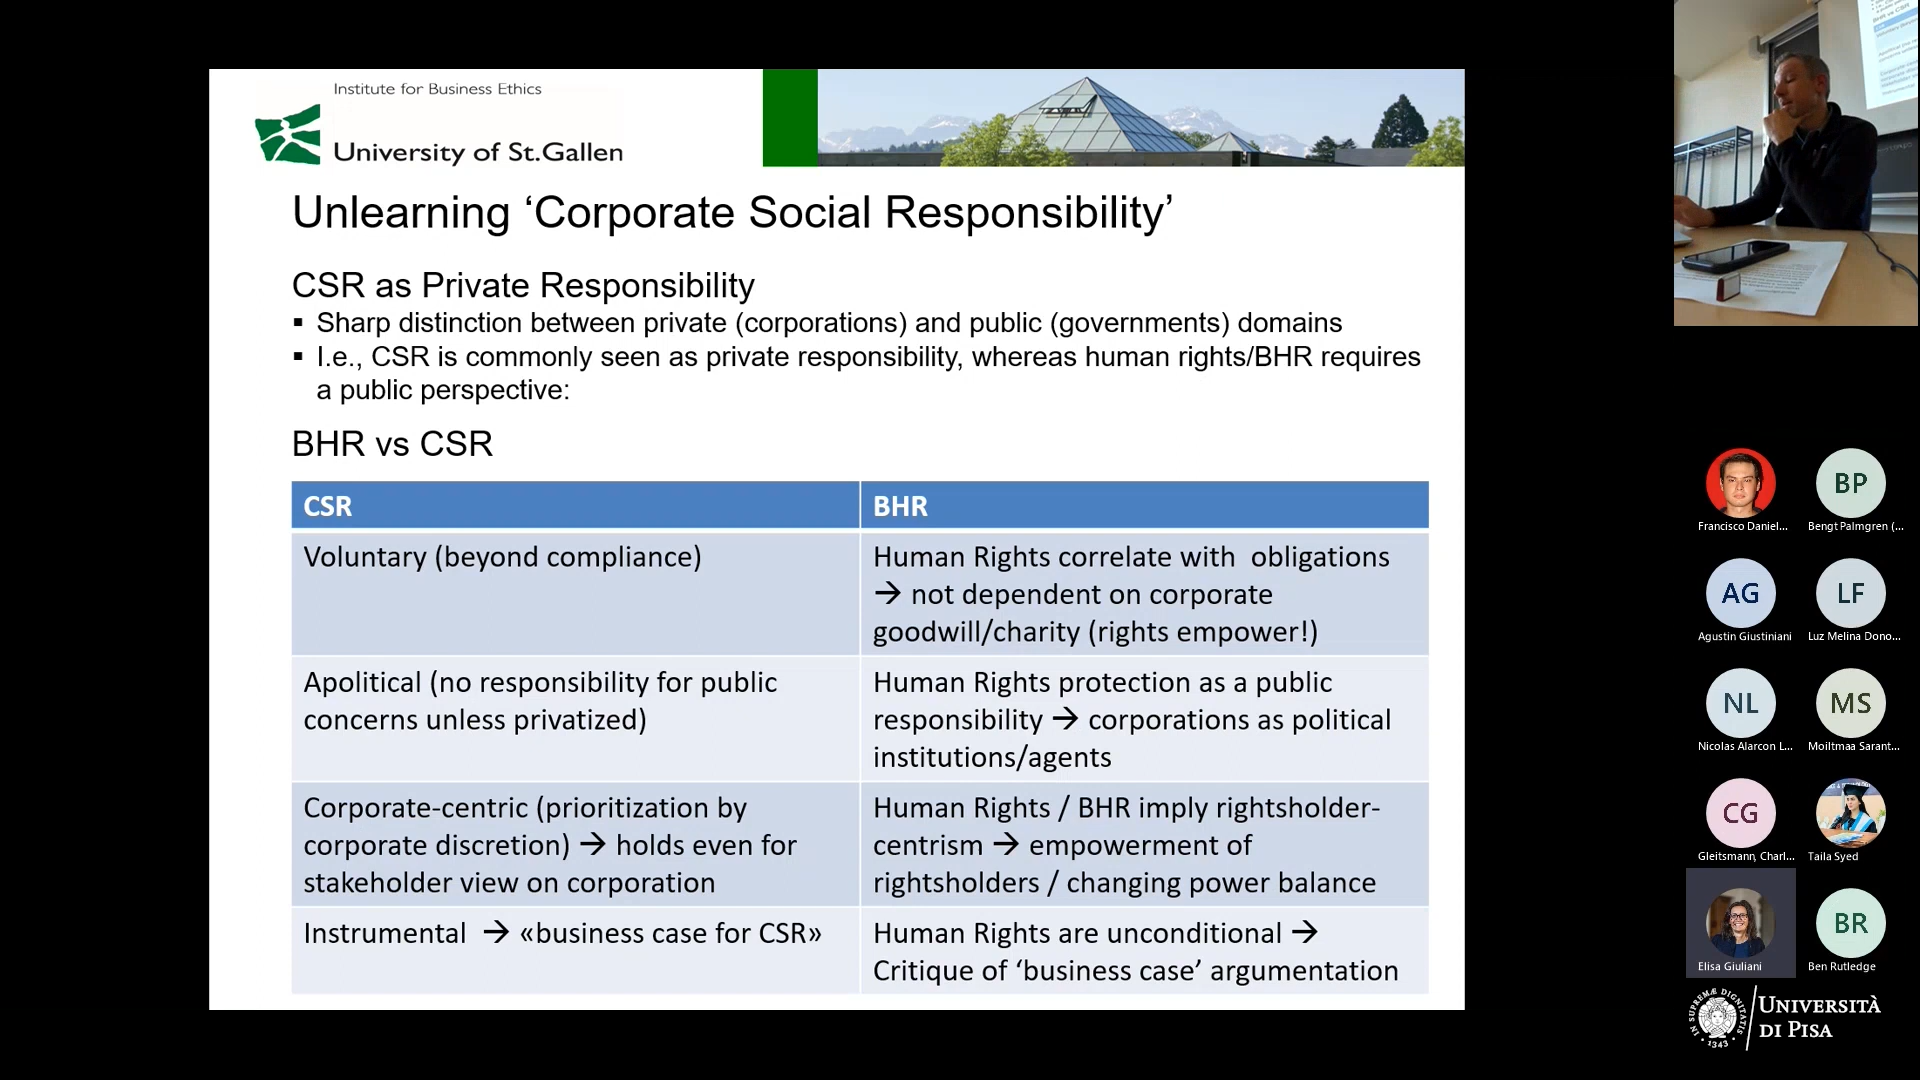 Institute for Business Ethics
University of St.Gallen
Unlearning ‘Corporate Social Responsibility’
CSR as Private Responsibility
▪ Sharp distinction between private (corporations) and public (governments) domains
▪ I.e., CSR is commonly seen as private responsibility, whereas human rights/BHR requires
a public perspective:
BHR vs CSR
CSR
BHR
Voluntary (beyond compliance)
Human Rights correlate with obligations
→ not dependent on corporate
goodwill/charity (rights empower!)
Apolitical (no responsibility for public
concerns unless privatized)
Human Rights protection as a public
responsibility → corporations as political
institutions/agents
Corporate-centric (prioritization by
corporate discretion) → holds even for
stakeholder view on corporation
Human Rights / BHR imply rightsholder-
centrism → empowerment of
rightsholders / changing power balance
Instrumental → «business case for CSR»
Human Rights are unconditional →
Critique of ‘business case’ argumentation
BHR vs CSR
Francisco Daniel...
BP
Bengt Palmgren (...
AG
Agustin Giustiniani
LF
Luz Melina Dono...
NL
Nicolas Alarcon L...
MS
Moiltmaa Sarant...
CG
Gleitsmann, Charl...
Taila Syed
Elisa Giuliani
BR
Ben Rutledge
IN SUPREMÆ DIGNITATIS
1343
UNIVERSITÀ
DI PISA